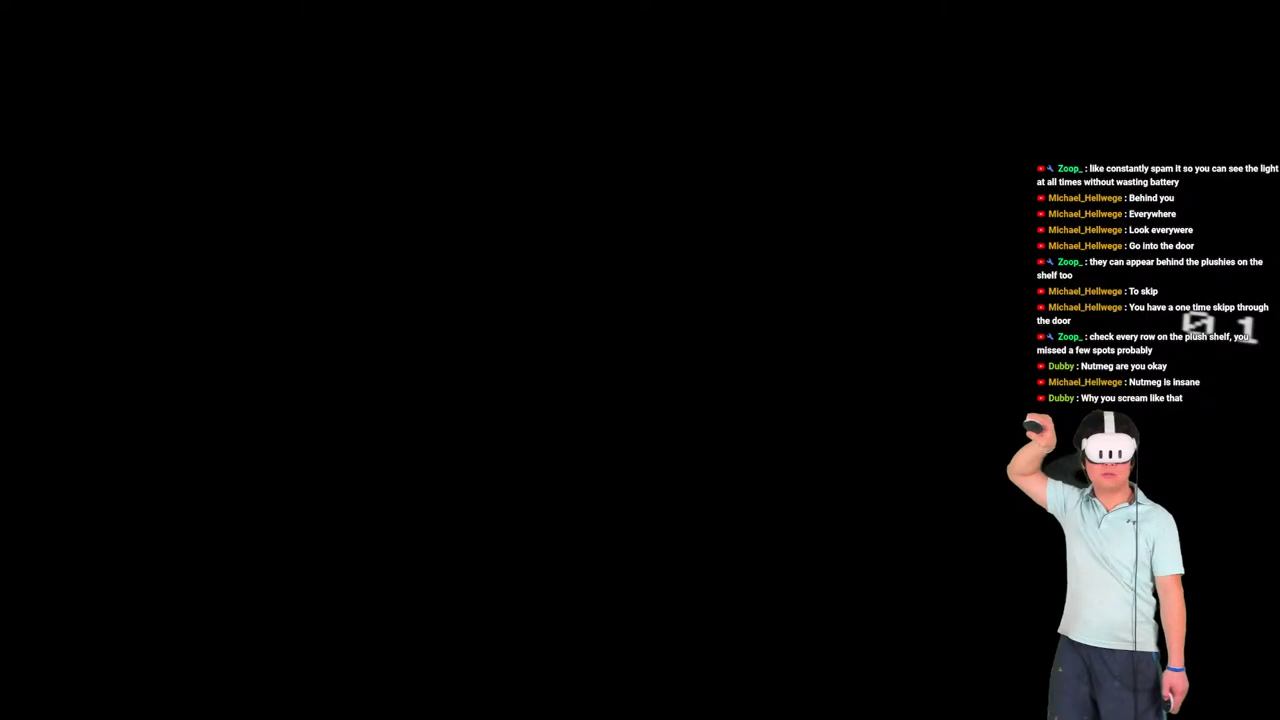 Zoop_ : like constantly spam it so you can see the light
at all times without wasting battery
Michael_Hellwege : Behind you
Michael_Hellwege : Everywhere
Michael_Hellwege : Look everywere
Michael_Hellwege : Go into the door
Zoop_ : they can appear behind the plushies on the
shelf too
Michael_Hellwege : To skip
Michael_Hellwege : You have a one time skipp through
the door
Zoop_ : check every row on the plush shelf, you
missed a few spots probably
Dubby : Nutmeg are you okay
Michael_Hellwege : Nutmeg is insane
Dubby : Why you scream like that